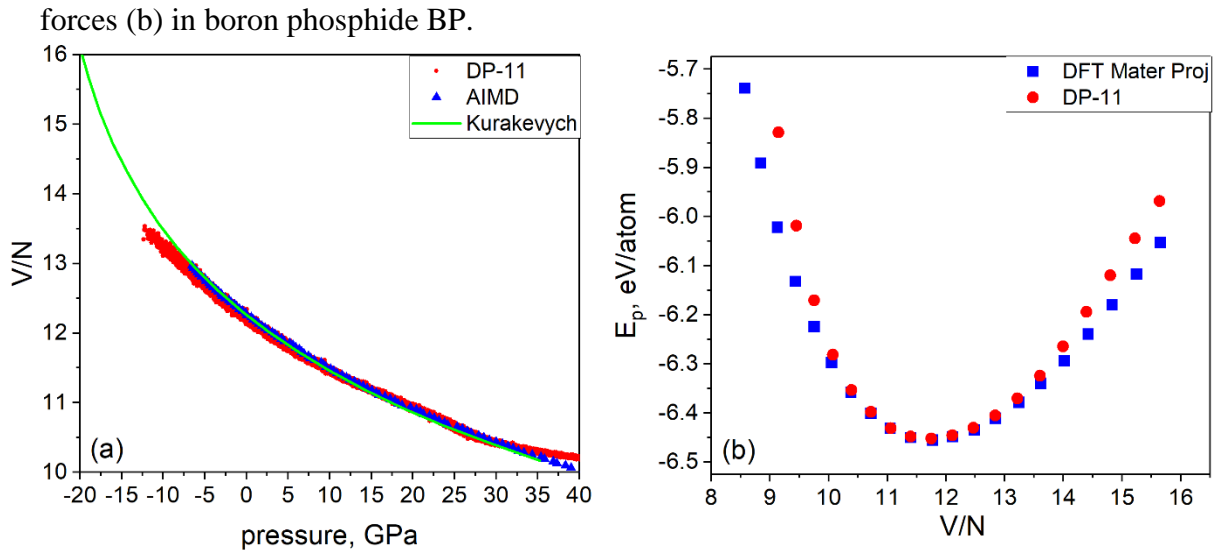 forces (b) in boron phosphide BP.
16
15
14
13
12
11
10
V/N
DP-11
AIMD
Kurakevych
(a)
-20 -15 -10 -5 0 5 10 15 20 25 30 35 40
pressure, GPa
-5.7
-5.8
-5.9
-6.0
-6.1
-6.2
-6.3
-6.4
-6.5
Ep, eV/atom
DFT Mater Proj
DP-11
(b)
8 9 10 11 12 13 14 15 16
V/N